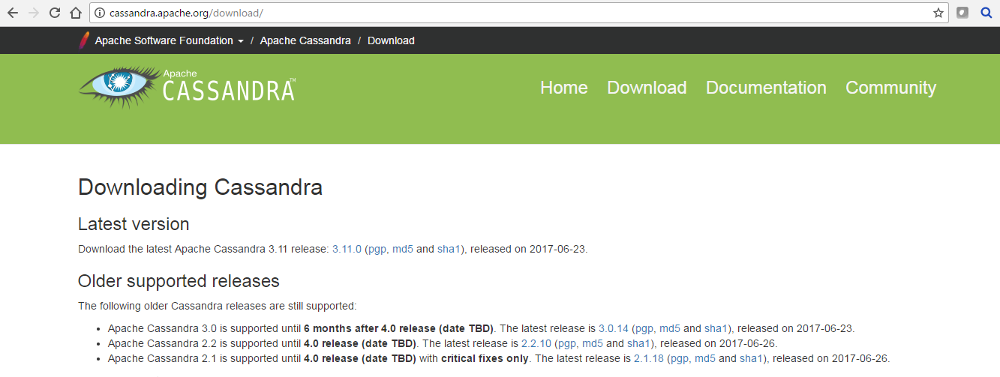 cassandra.apache.org/download/
Apache Software Foundation / Apache Cassandra / Download
Apache
CASSANDRA™
Home Download Documentation Community
Downloading Cassandra
Latest version
Download the latest Apache Cassandra 3.11 release: 3.11.0 (pgp, md5 and sha1), released on 2017-06-23.
Older supported releases
The following older Cassandra releases are still supported:
• Apache Cassandra 3.0 is supported until 6 months after 4.0 release (date TBD). The latest release is 3.0.14 (pgp, md5 and sha1), released on 2017-06-23.
• Apache Cassandra 2.2 is supported until 4.0 release (date TBD). The latest release is 2.2.10 (pgp, md5 and sha1), released on 2017-06-26.
• Apache Cassandra 2.1 is supported until 4.0 release (date TBD) with critical fixes only. The latest release is 2.1.18 (pgp, md5 and sha1), released on 2017-06-26.